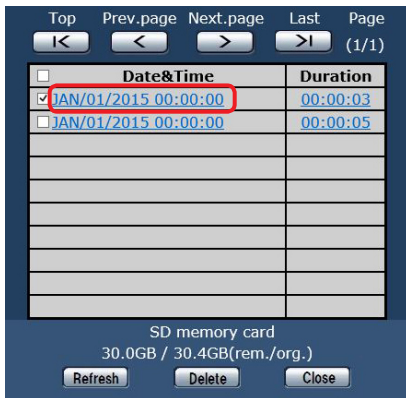 Top Prev.page Next.page Last Page
(1/1)
Date&Time Duration
JAN/01/2015 00:00:00 00:00:03
JAN/01/2015 00:00:00 00:00:05
SD memory card
30.0GB / 30.4GB(rem./org.)
Refresh Delete Close